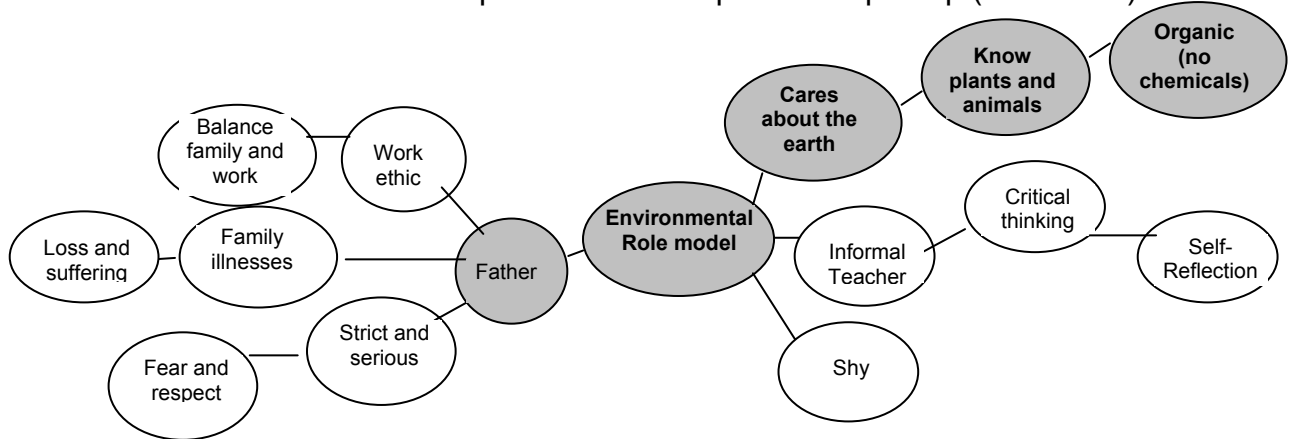 Balance
family and
work
Work
ethic
Loss and
suffering
Family
illnesses
Father
Strict and
serious
Fear and
respect
Environmental
Role model
Cares
about the
earth
Know
plants and
animals
Organic
(no
chemicals)
Informal
Teacher
Critical
thinking
Self-
Reflection
Shy